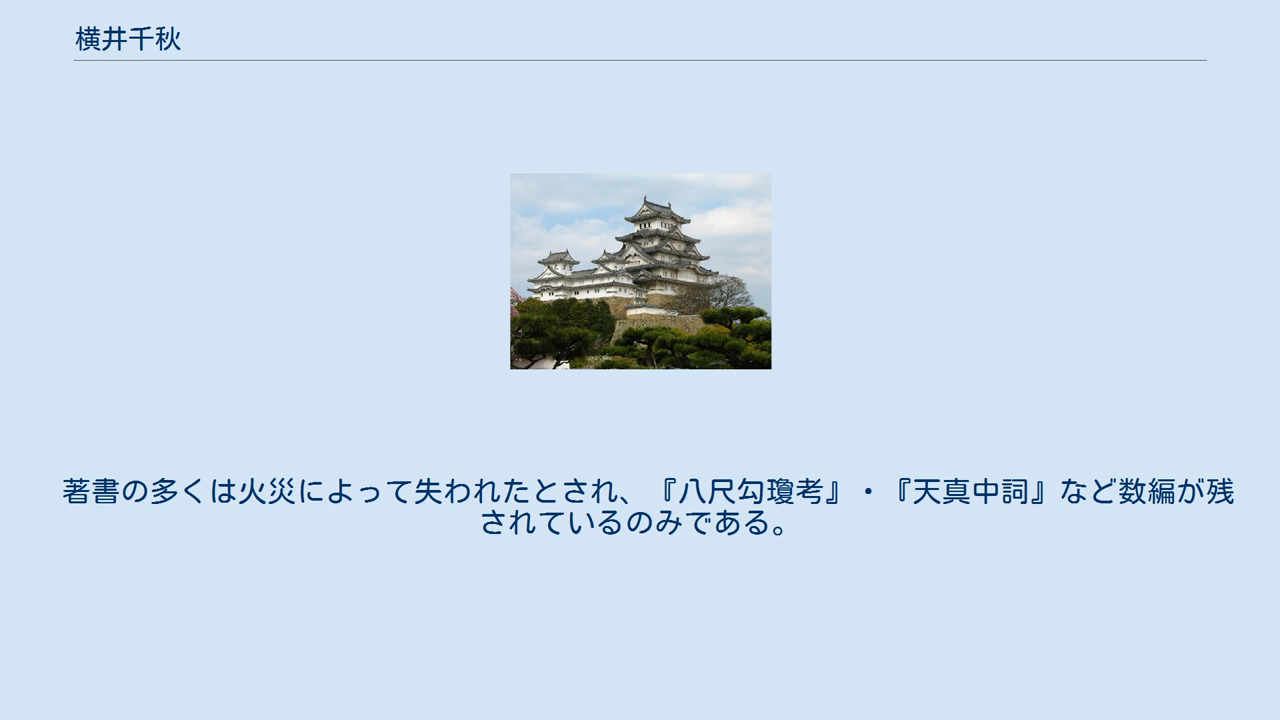 横井千秋
著書の多くは火災によって失われたとされ、『八尺勾瓊考』・『天真中詞』など数編が残
されているのみである。